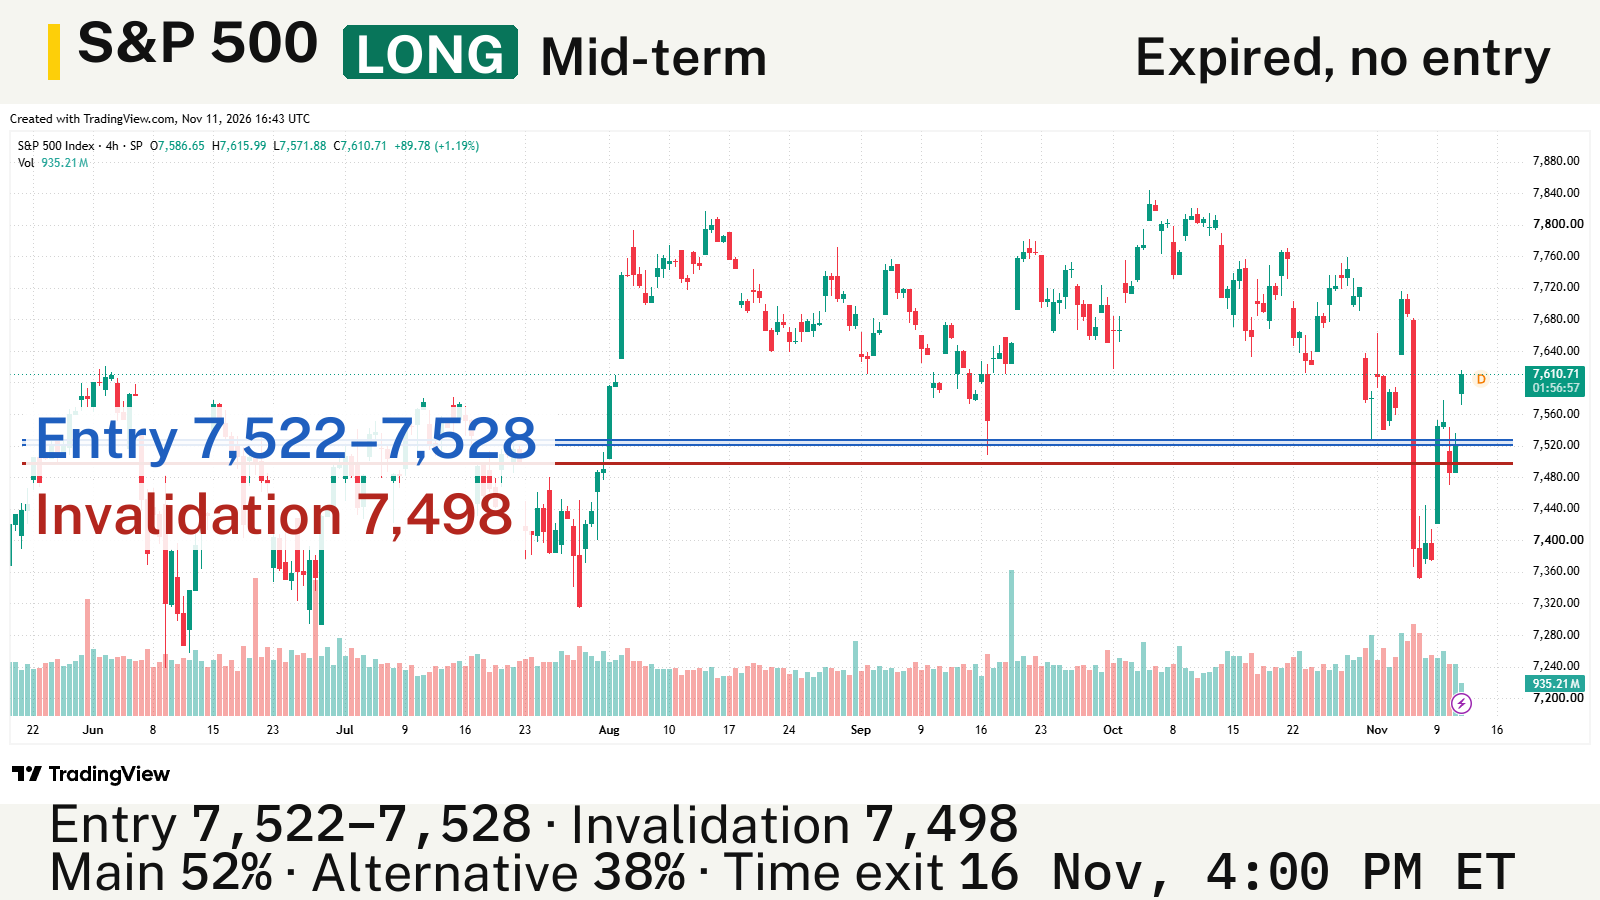 S&P 500 LONG Mid-term Expired, no entry
Created with TradingView.com, Nov 11, 2026 16:43 UTC
S&P 500 Index · 4h · SP O7,586.65 H7,615.99 L7,571.88 C7,610.71 +89.78 (+1.19%)
Vol 935.21 M
7,880.00
7,840.00
7,800.00
7,760.00
7,720.00
7,680.00
7,640.00
7,610.71
01:56:57
D
7,560.00
7,520.00
7,480.00
7,440.00
7,400.00
7,360.00
7,320.00
7,280.00
7,240.00
935.21 M
7,200.00
Entry 7,522–7,528
Invalidation 7,498
22 Jun 8 15 23 Jul 9 16 23 Aug 10 17 24 Sep 9 16 23 Oct 8 15 22 Nov 9 16
TradingView
Entry 7,522–7,528 · Invalidation 7,498
Main 52% · Alternative 38% · Time exit 16 Nov, 4:00 PM ET